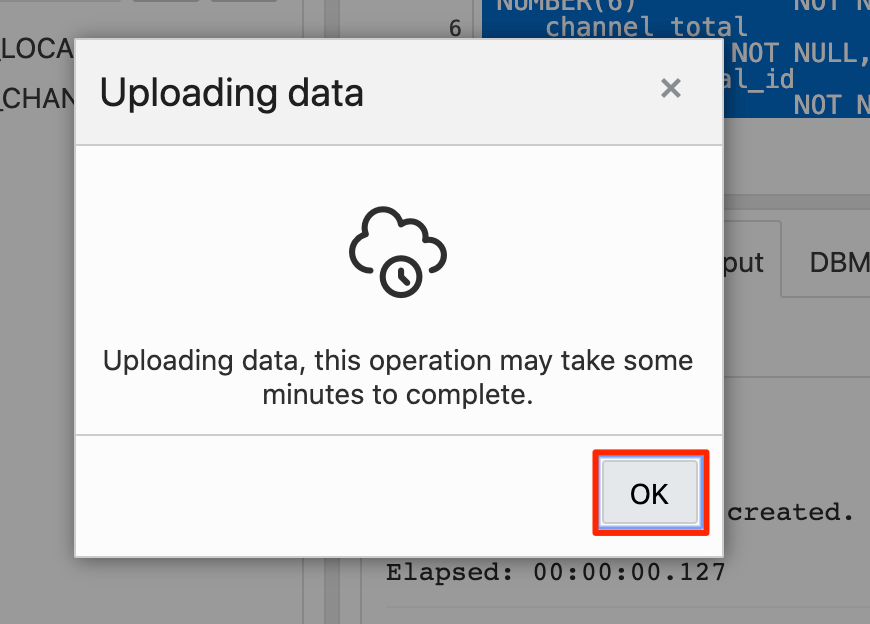 NUMBER(6) NOT N
6 channel_total
_LOCA
NOT NULL,
al_id
_CHAN
NOT N
Uploading data
×
put
DBM
Uploading data, this operation may take some
minutes to complete.
OK
created.
Elapsed: 00:00:00.127